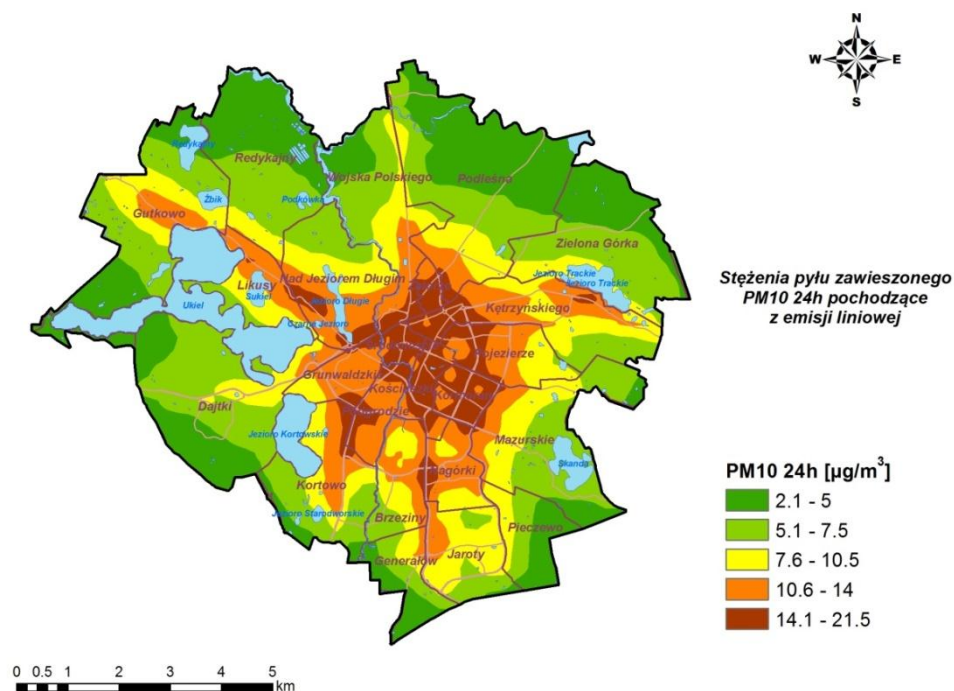 N
W E
S
Redykajny
Redykajny
Wojska Polskiego
Podleśna
Żbik
Podkówka
Gutkowo
Zielona Górka
Jezioro Trackie
Jezioro Trackie
Nad Jeziorem Długim
Likusy
Sukiel
Ukiel
Jezioro Długie
Kętrzynskiego
Czarne Jezioro
Pojezierze
Grunwaldzkie
Dajtki
Jezioro Kortowskie
Mazurskie
Skanda
Nagórki
Kortowo
Jezioro Starodworskie
Brzeziny
Pieczewo
Generałów
Jaroty
Stężenia pyłu zawieszonego
PM10 24h pochodzące
z emisji liniowej
PM10 24h [µg/m³]
2.1 - 5
5.1 - 7.5
7.6 - 10.5
10.6 - 14
14.1 - 21.5
0 0.5 1 2 3 4 5
km